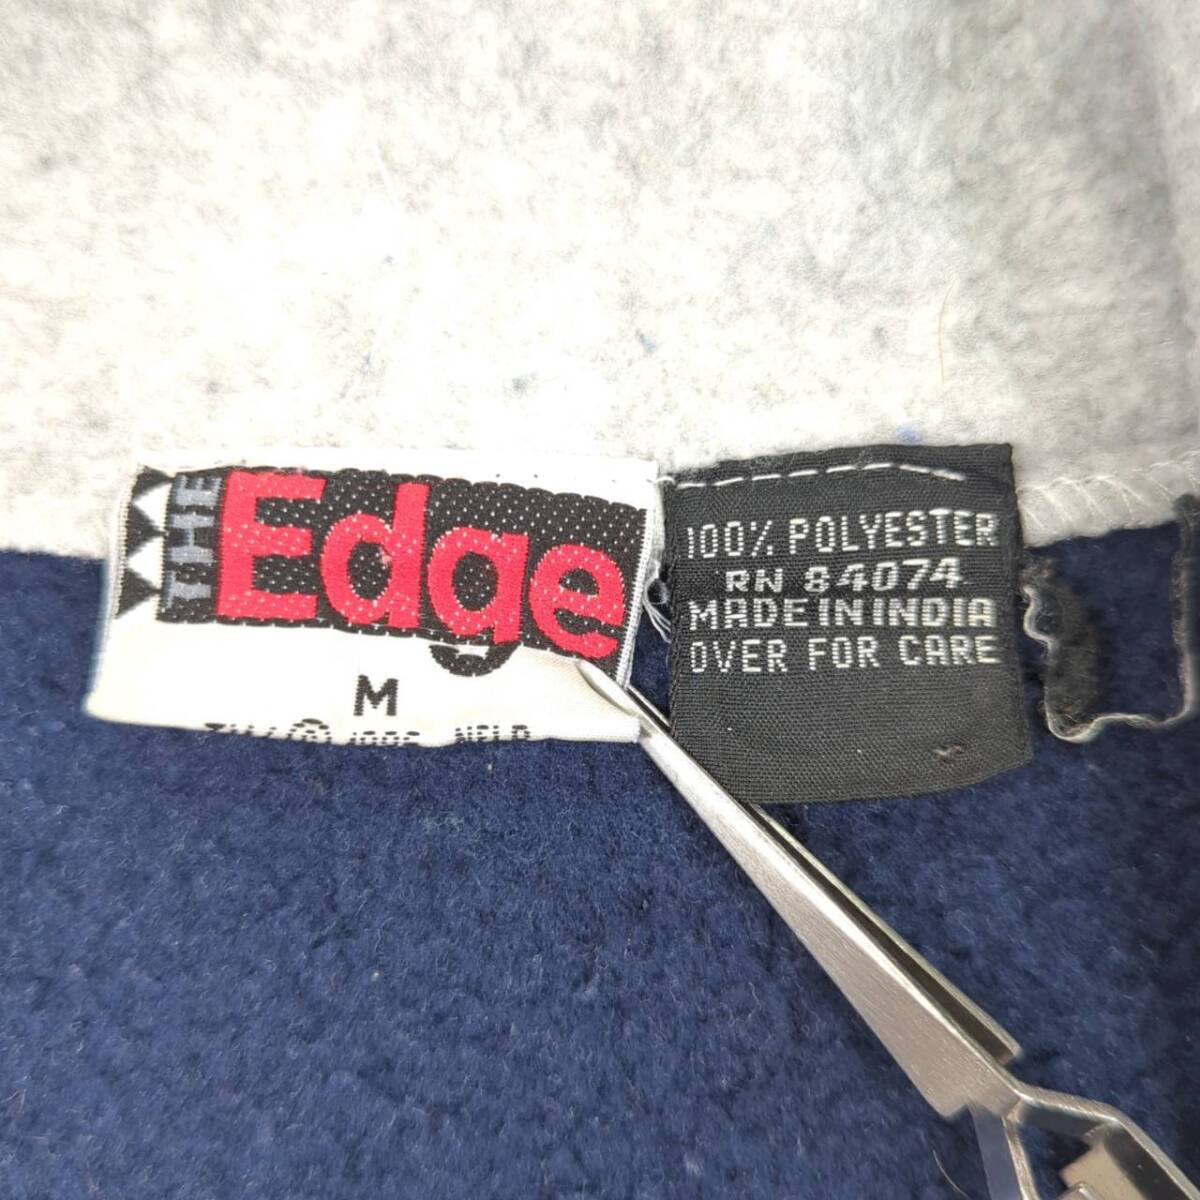 THE Edge
M
100% POLYESTER
RN 84074
MADE IN INDIA
OVER FOR CARE